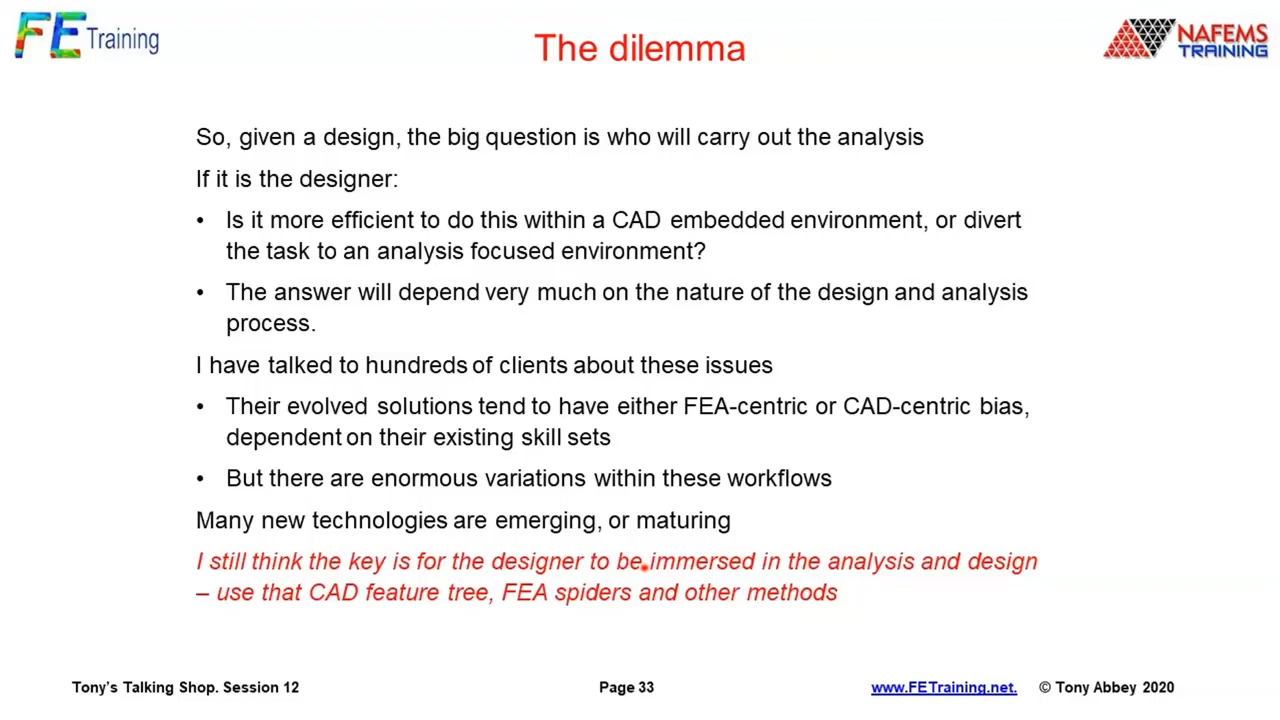 FE Training
The dilemma
NAFEMS
TRAINING
So, given a design, the big question is who will carry out the analysis
If it is the designer:
• Is it more efficient to do this within a CAD embedded environment, or divert
the task to an analysis focused environment?
• The answer will depend very much on the nature of the design and analysis
process.
I have talked to hundreds of clients about these issues
• Their evolved solutions tend to have either FEA-centric or CAD-centric bias,
dependent on their existing skill sets
• But there are enormous variations within these workflows
Many new technologies are emerging, or maturing
I still think the key is for the designer to be immersed in the analysis and design
– use that CAD feature tree, FEA spiders and other methods
Tony's Talking Shop. Session 12
Page 33
www.FETraining.net. © Tony Abbey 2020